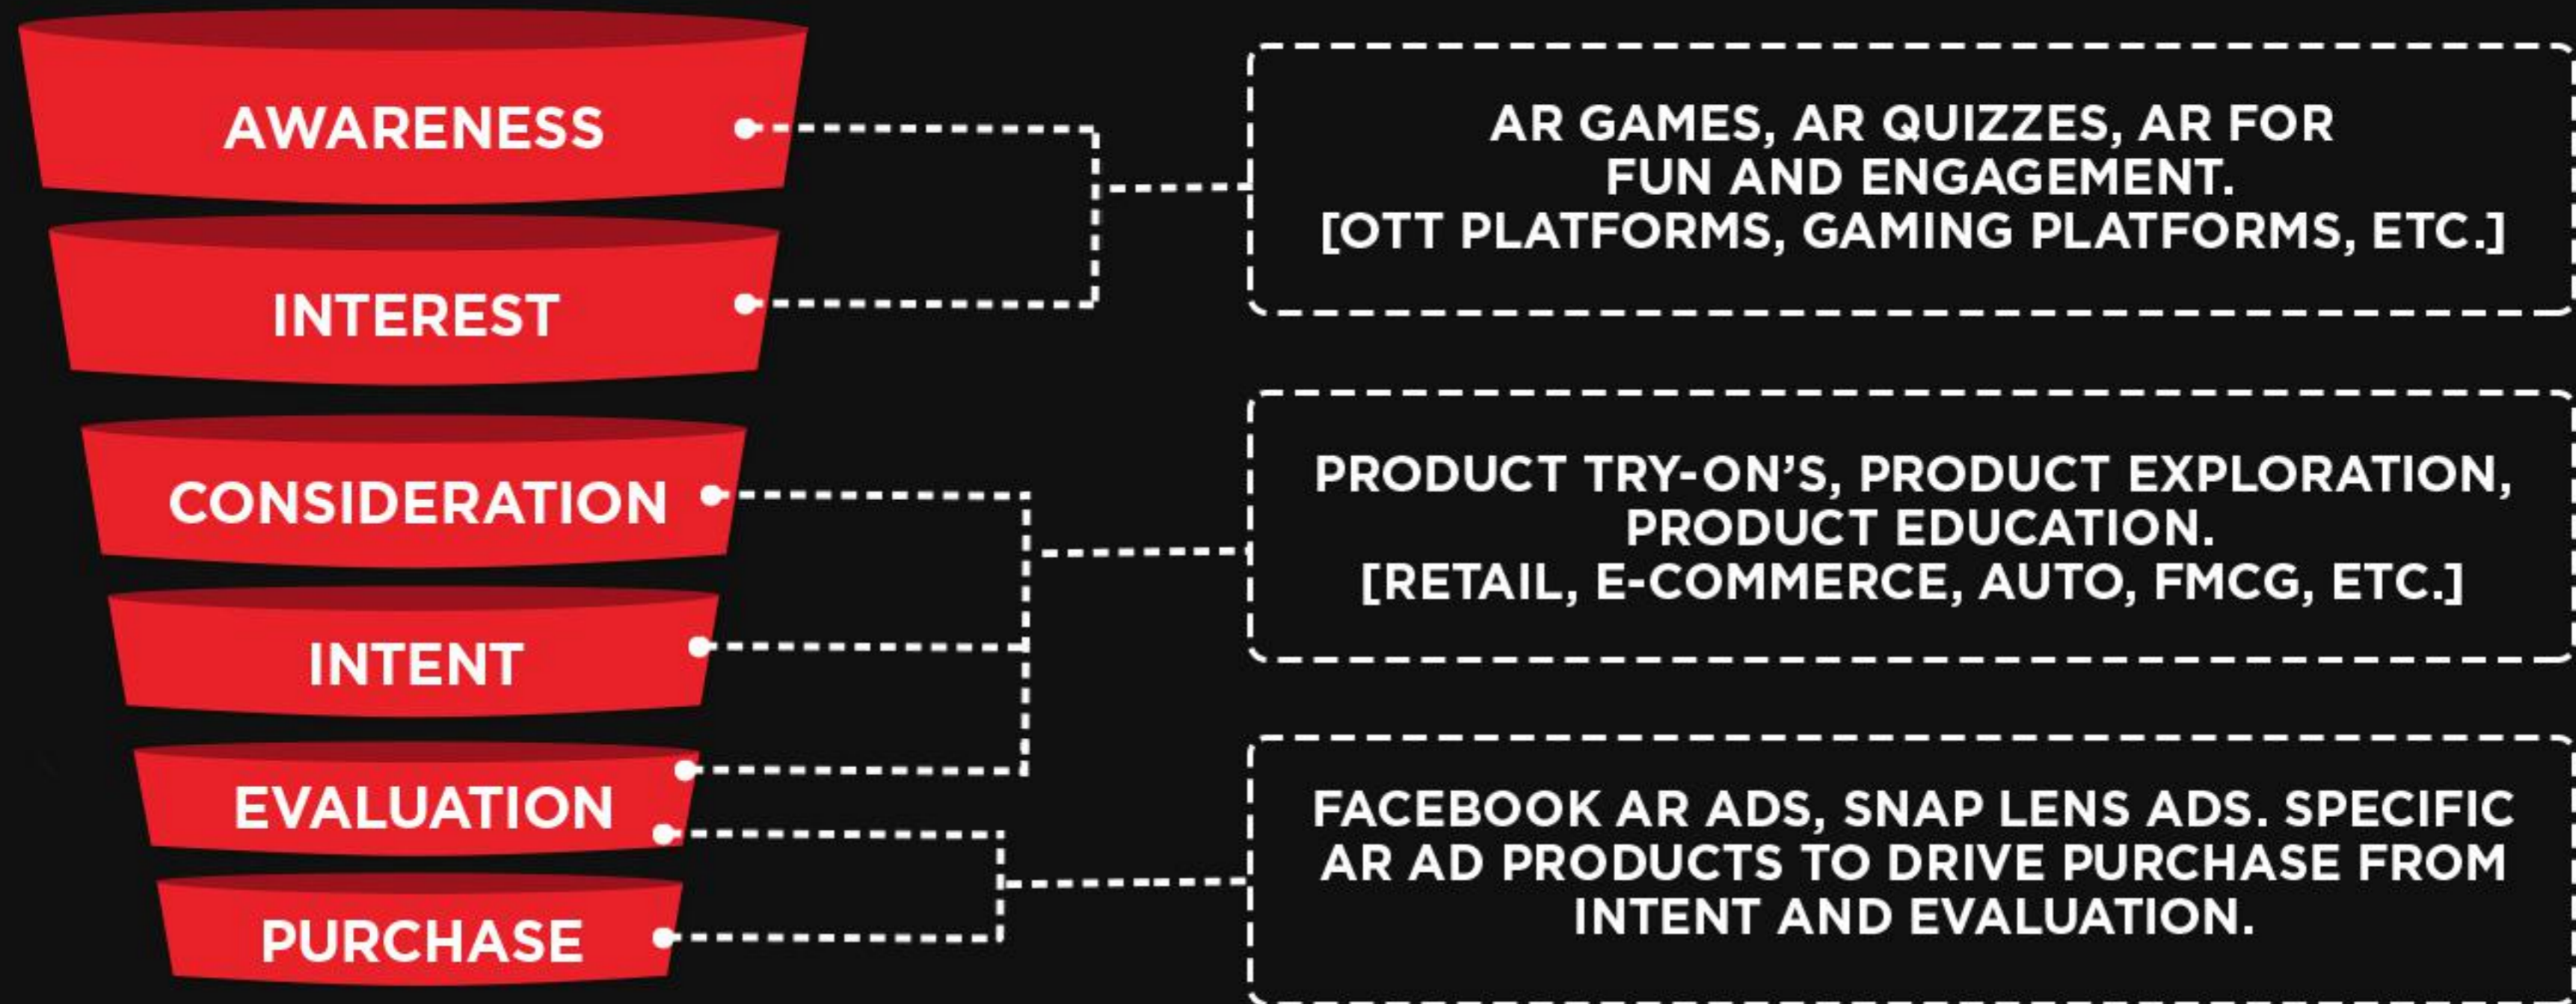 AWARENESS
INTEREST
CONSIDERATION
INTENT
EVALUATION
PURCHASE
AR GAMES, AR QUIZZES, AR FOR
FUN AND ENGAGEMENT.
[OTT PLATFORMS, GAMING PLATFORMS, ETC.]
PRODUCT TRY-ON’S, PRODUCT EXPLORATION,
PRODUCT EDUCATION.
[RETAIL, E-COMMERCE, AUTO, FMCG, ETC.]
FACEBOOK AR ADS, SNAP LENS ADS. SPECIFIC
AR AD PRODUCTS TO DRIVE PURCHASE FROM
INTENT AND EVALUATION.